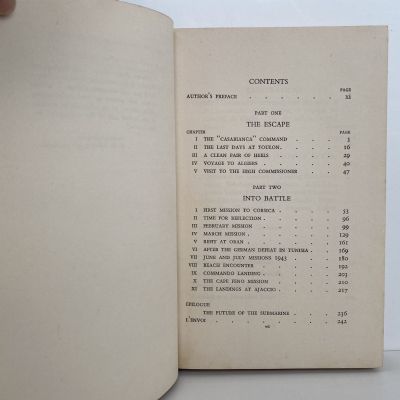 CONTENTS
PAGE
AUTHOR'S PREFACE . . . . . . xi
PART ONE
THE ESCAPE
CHAPTER PAGE
I THE "CASABIANCA" COMMAND . . . 3
II THE LAST DAYS AT TOULON . . . . 16
III A CLEAN PAIR OF HEELS . . . . 29
IV VOYAGE TO ALGIERS . . . . . 40
V VISIT TO THE HIGH COMMISSIONER . . 47
PART TWO
INTO BATTLE
I FIRST MISSION TO CORSICA . . . . 53
II TIME FOR REFLECTION . . . . . 96
III FEBRUARY MISSION . . . . . 99
IV MARCH MISSION . . . . . . 129
V REST AT ORAN . . . . . . 161
VI AFTER THE GERMAN DEFEAT IN TUNISIA . 169
VII JUNE AND JULY MISSIONS 1943 . . . 180
VIII BEACH ENCOUNTER . . . . . 192
IX COMMANDO LANDING . . . . . 203
X THE CAPE FENO MISSION . . . . 210
XI THE LANDINGS AT AJACCIO . . . . 217
EPILOGUE
THE FUTURE OF THE SUBMARINE . . . 236
L'ENVOI . . . . . . . 242